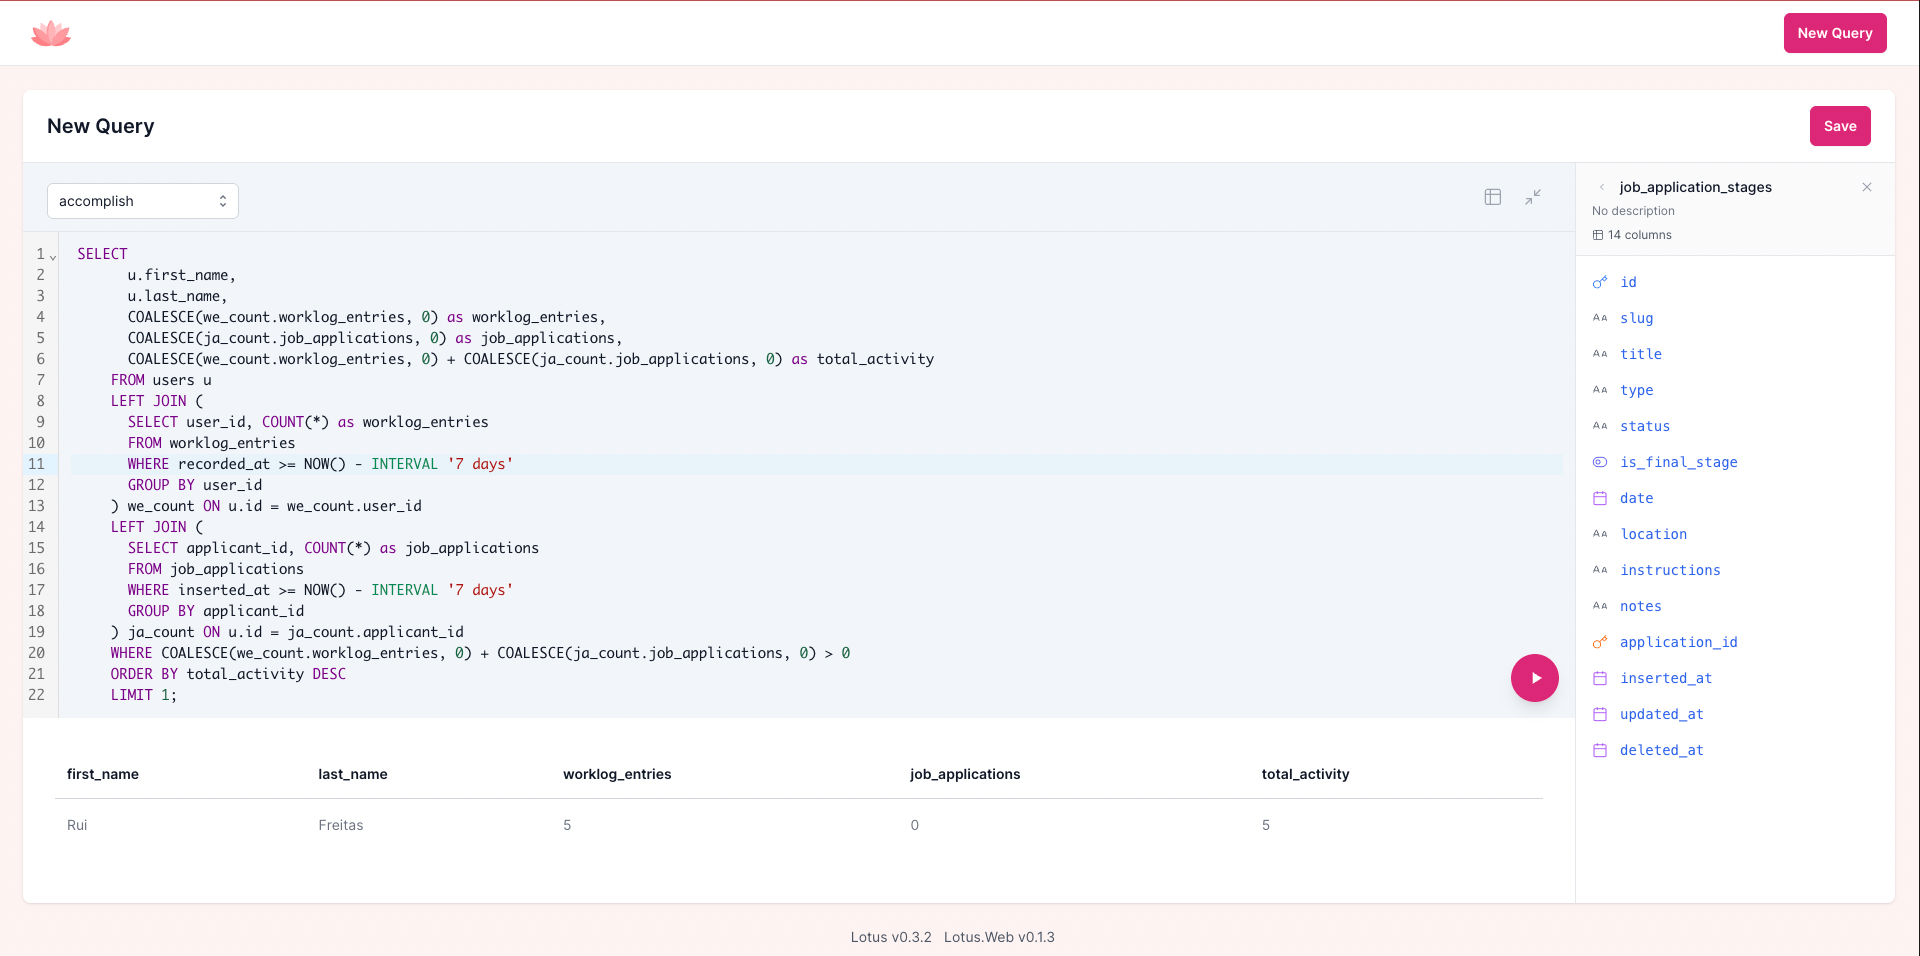 New Query
New Query
Save
accomplish
1 SELECT
2 u.first_name,
3 u.last_name,
4 COALESCE(we_count.worklog_entries, 0) as worklog_entries,
5 COALESCE(ja_count.job_applications, 0) as job_applications,
6 COALESCE(we_count.worklog_entries, 0) + COALESCE(ja_count.job_applications, 0) as total_activity
7 FROM users u
8 LEFT JOIN (
9 SELECT user_id, COUNT(*) as worklog_entries
10 FROM worklog_entries
11 WHERE recorded_at >= NOW() - INTERVAL '7 days'
12 GROUP BY user_id
13 ) we_count ON u.id = we_count.user_id
14 LEFT JOIN (
15 SELECT applicant_id, COUNT(*) as job_applications
16 FROM job_applications
17 WHERE inserted_at >= NOW() - INTERVAL '7 days'
18 GROUP BY applicant_id
19 ) ja_count ON u.id = ja_count.applicant_id
20 WHERE COALESCE(we_count.worklog_entries, 0) + COALESCE(ja_count.job_applications, 0) > 0
21 ORDER BY total_activity DESC
22 LIMIT 1;
first_name last_name worklog_entries job_applications total_activity
Rui Freitas 5 0 5
job_application_stages
No description
14 columns
id
slug
title
type
status
is_final_stage
date
location
instructions
notes
application_id
inserted_at
updated_at
deleted_at
Lotus v0.3.2 Lotus.Web v0.1.3